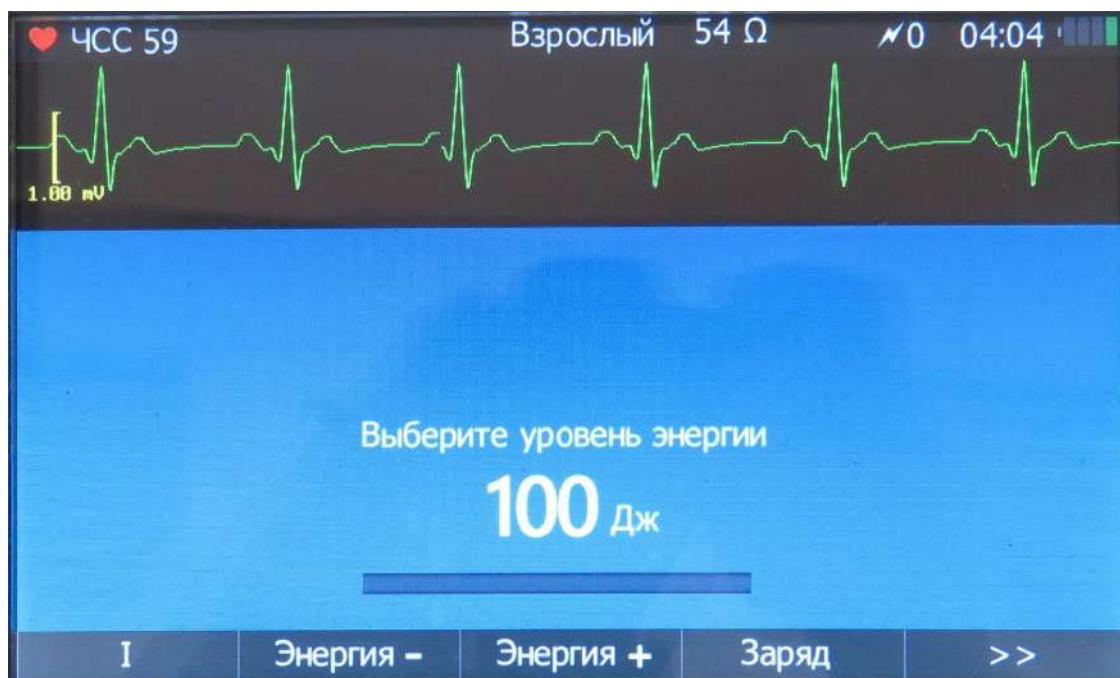 ЧСС 59 Взрослый 54 Ω 0 04:04
1.00 mV
Выберите уровень энергии
100 Дж
I Энергия - Энергия + Заряд >>